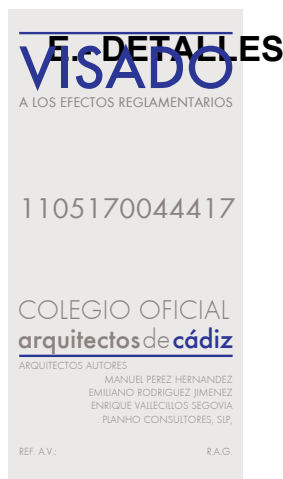 E.- DETALLES
VISADO
A LOS EFECTOS REGLAMENTARIOS
1105170044417
COLEGIO OFICIAL
arquitectos de cádiz
ARQUITECTOS AUTORES
MANUEL PEREZ HERNANDEZ
EMILIANO RODRIGUEZ JIMENEZ
ENRIQUE VALLECILLOS SEGOVIA
. PLANHO CONSULTORES, SLP,
REF. A.V.: R.A.G.